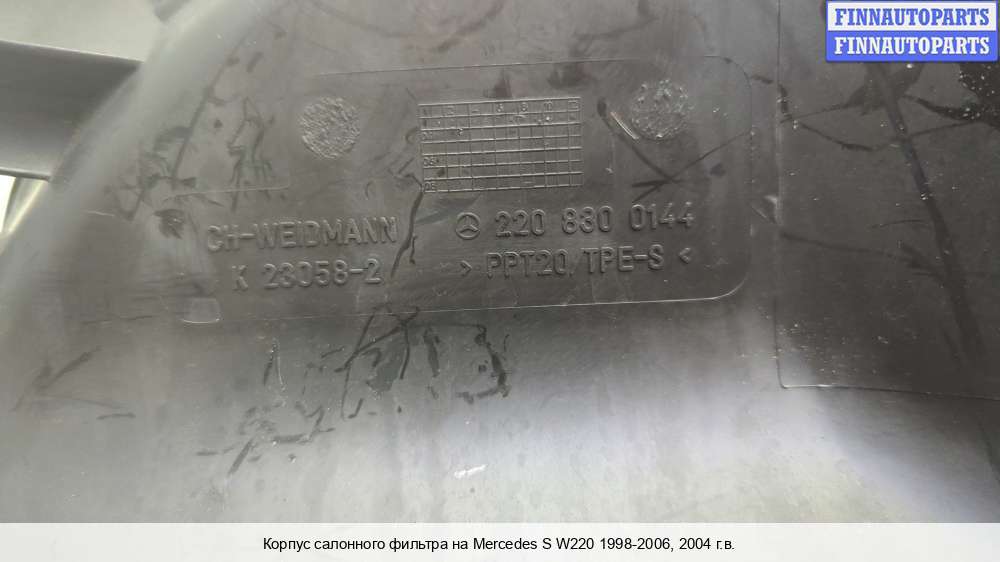 FINNAUTOPARTS
FINNAUTOPARTS
CH-WEIDMANN
220 830 0144
K 23058-2
> PPT20/TPE-S <
Корпус салонного фильтра на Mercedes S W220 1998-2006, 2004 г.в.